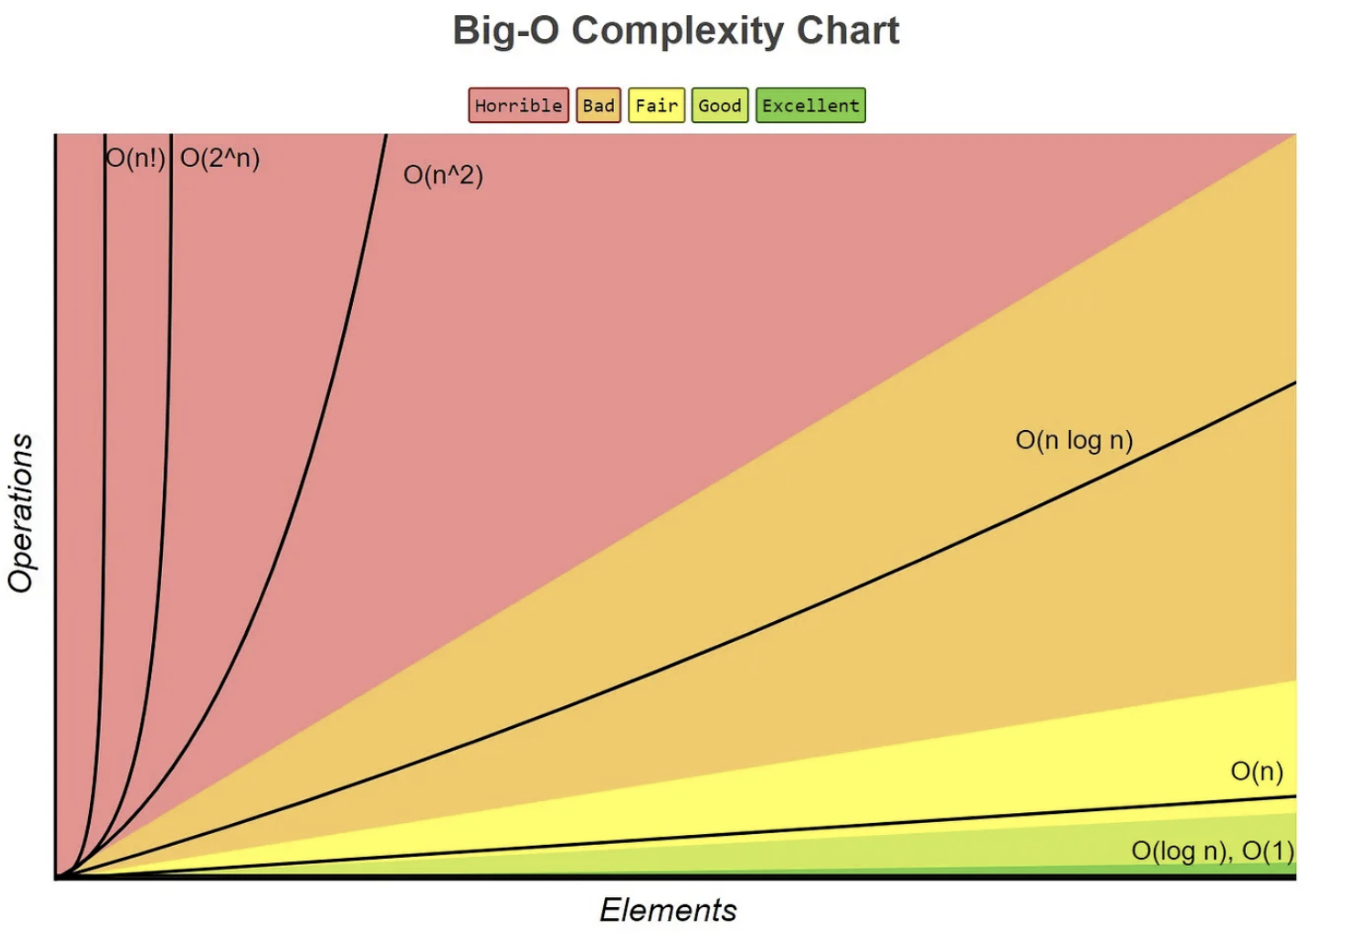 Big-O Complexity Chart
Horrible Bad Fair Good Excellent
O(n!) O(2^n)
O(n^2)
O(n log n)
Operations
O(n)
O(log n), O(1)
Elements